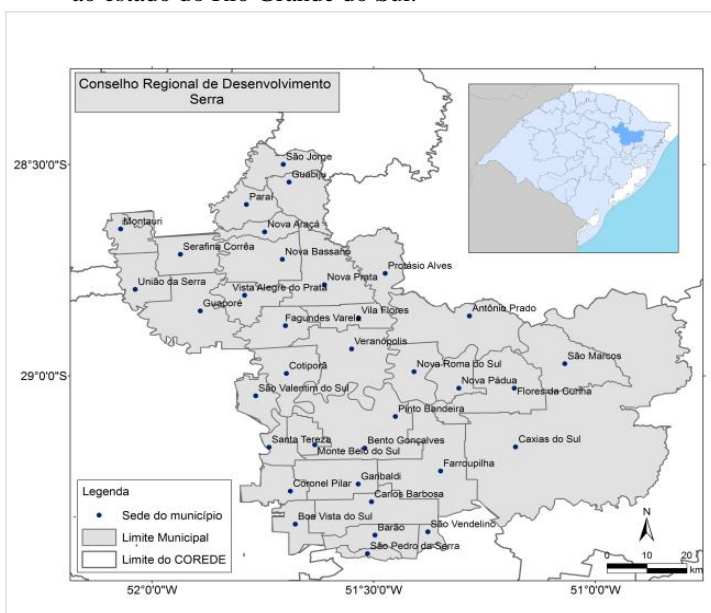 ao estado do Rio Grande do Sul.
Conselho Regional de Desenvolvimento
Serra
28°30'0"S
São Jorge
Guabiju
Paraí
Montauri
Nova Araçá
Serafina Corrêa
Nova Bassano
Protásio Alves
União da Serra
Nova Prata
Vista Alegre do Prata
Guaporé
Antônio Prado
Fagundes Varela
Vila Flores
Veranópolis
São Marcos
29°0'0"S
Cotiporã
Nova Roma do Sul
Nova Pádua
Flores da Cunha
São Valentim do Sul
Pinto Bandeira
Santa Tereza
Monte Belo do Sul
Bento Gonçalves
Caxias do Sul
Farroupilha
Garibaldi
Coronel Pilar
Carlos Barbosa
Boa Vista do Sul
Barão
São Vendelino
São Pedro da Serra
Legenda
Sede do município
Limite Municipal
Limite do COREDE
N
0 10 20
km
52°0'0"W
51°30'0"W
51°0'0"W